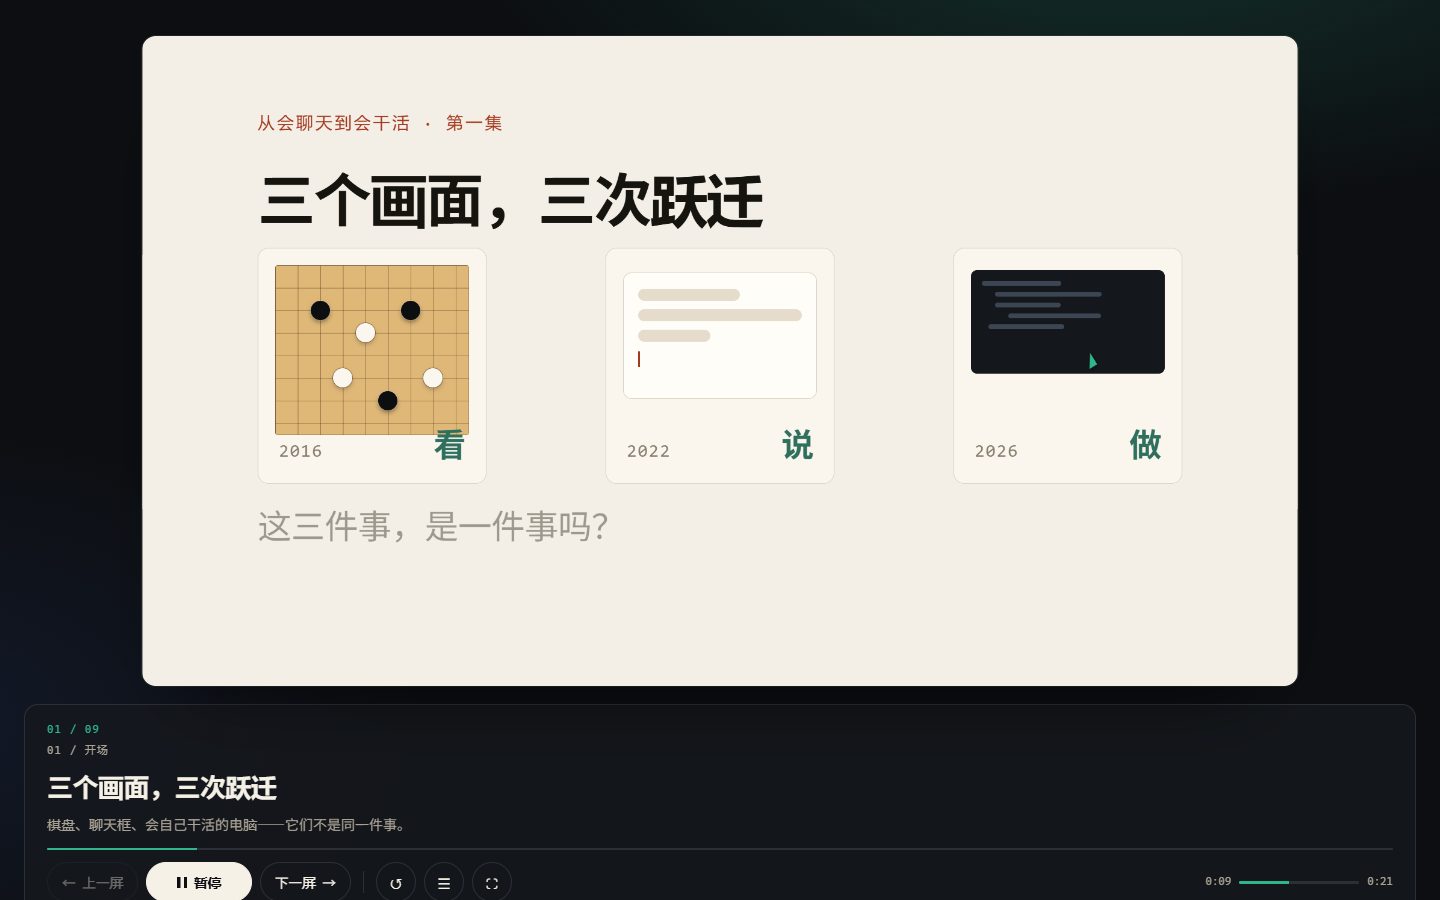 从会聊天到会干活 · 第一集
三个画面，三次跃迁
2016 看
2022 说
2026 做
这三件事，是一件事吗？
01 / 09
01 / 开场
三个画面，三次跃迁
棋盘、聊天框、会自己干活的电脑——它们不是同一件事。
← 上一屏 暂停 下一屏 → 0:09 0:21